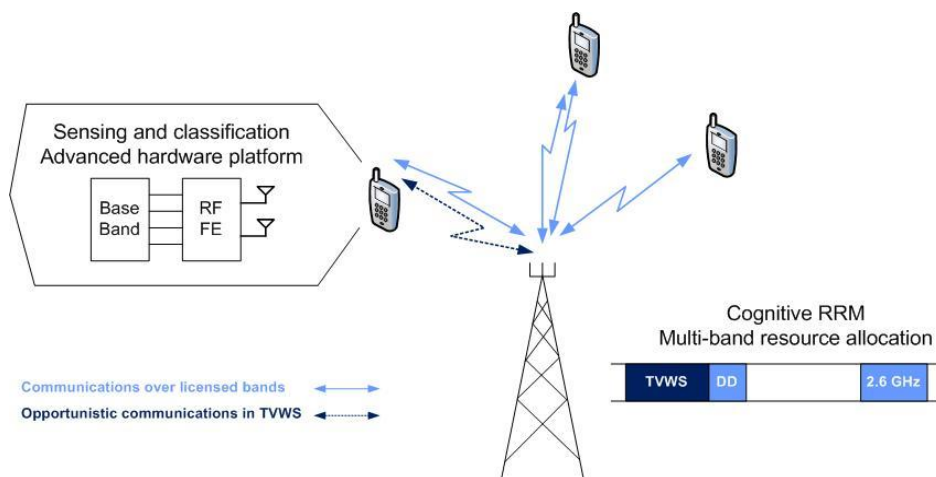 Sensing and classification
Advanced hardware platform
Base
Band
RF
FE
Cognitive RRM
Multi-band resource allocation
TVWS
DD
2.6 GHz
Communications over licensed bands
Opportunistic communications in TVWS